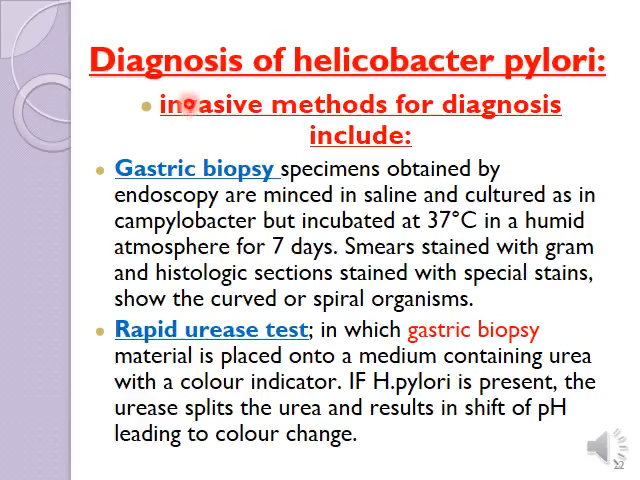 Diagnosis of helicobacter pylori:
invasive methods for diagnosis
include:
Gastric biopsy specimens obtained by
endoscopy are minced in saline and cultured as in
campylobacter but incubated at 37°C in a humid
atmosphere for 7 days. Smears stained with gram
and histologic sections stained with special stains,
show the curved or spiral organisms.
Rapid urease test; in which gastric biopsy
material is placed onto a medium containing urea
with a colour indicator. IF H.pylori is present, the
urease splits the urea and results in shift of pH
leading to colour change.
22